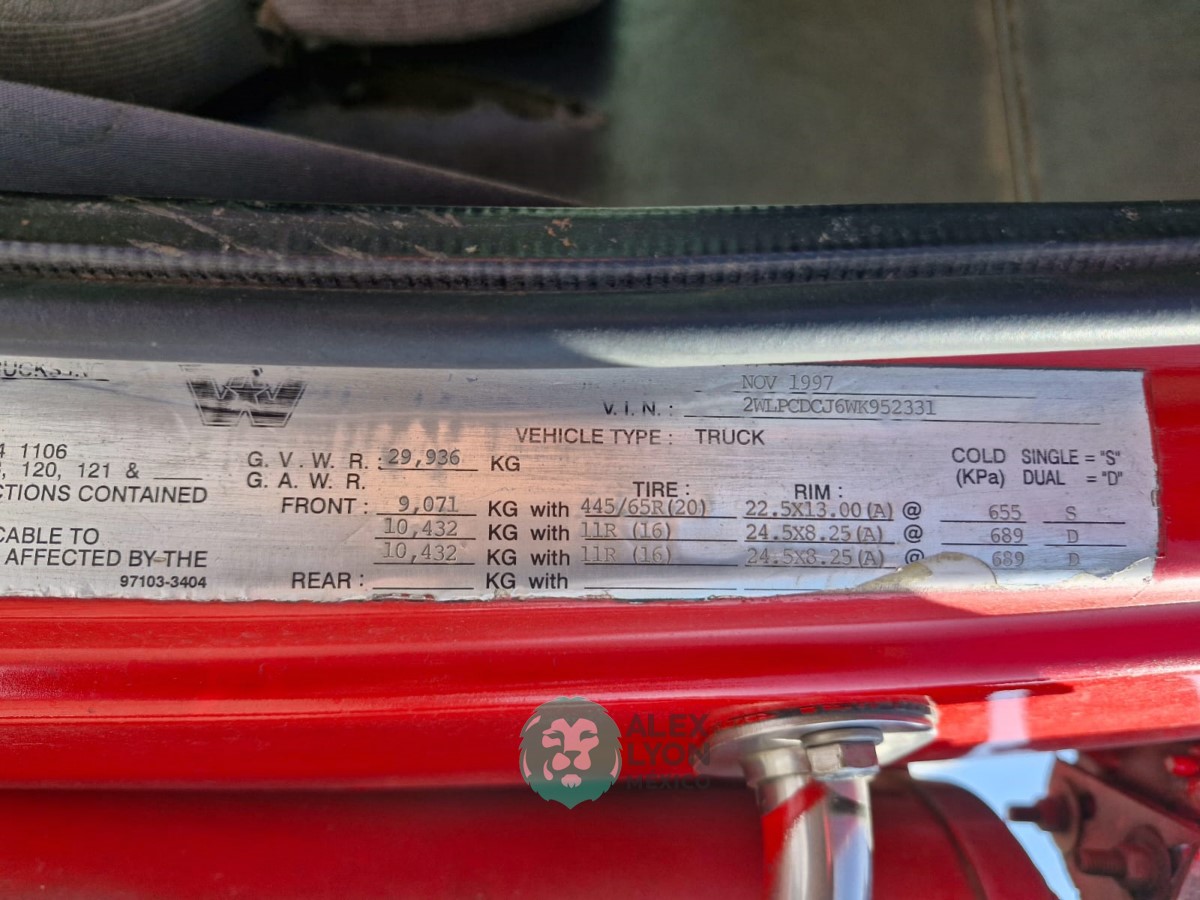 NOV 1997
V. I. N. : 2WLPCDCJ6WK952331
VEHICLE TYPE : TRUCK
1106
, 120, 121 &
CTIONS CONTAINED
CABLE TO
AFFECTED BY THE
97103-3404
G. V. W. R. : 29,936 KG
G. A. W. R.
COLD SINGLE = "S"
(KPa) DUAL = "D"
TIRE : RIM :
FRONT : 9,071 KG with 445/65R(20) 22.5X13.00(A) @ 655 S
10,432 KG with 11R (16) 24.5X8.25(A) @ 689 D
10,432 KG with 11R (16) 24.5X8.25(A) @ 689 D
REAR : KG with
ALEX
LYON
MEXICO